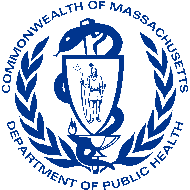 COMMONWEALTH OF MASSACHUSETTS
DEPARTMENT OF PUBLIC HEALTH